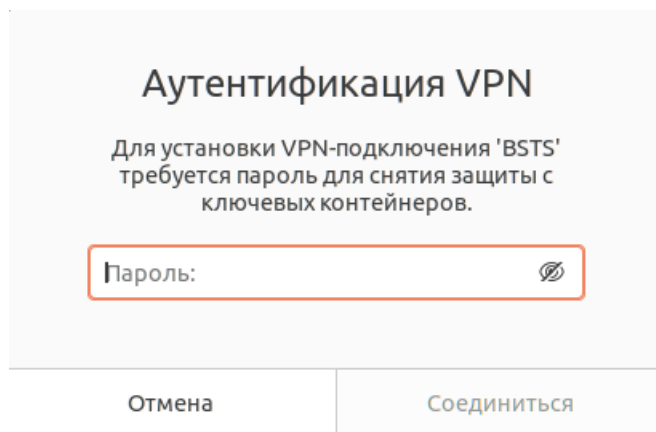 Аутентификация VPN
Для установки VPN-подключения 'BSTS'
требуется пароль для снятия защиты с
ключевых контейнеров.
Пароль:
Отмена
Соединиться